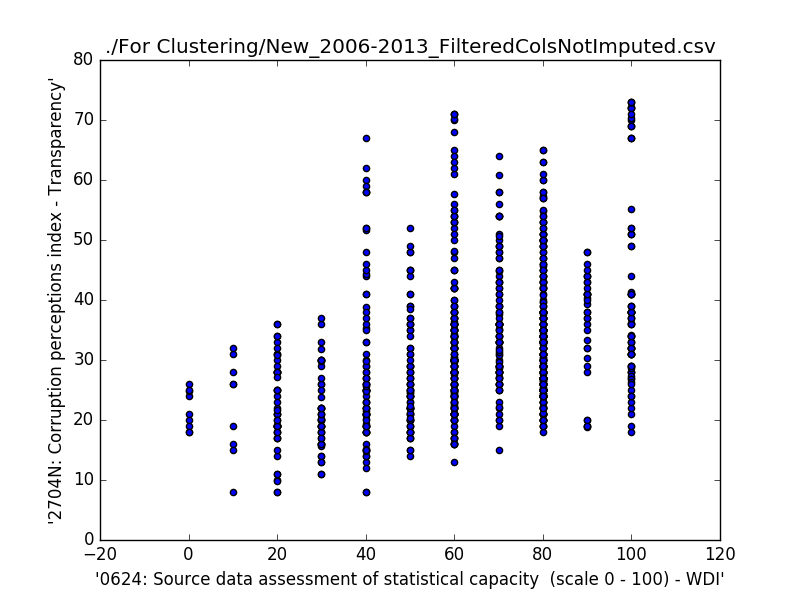 ./For Clustering/New_2006-2013_FilteredColsNotImputed.csv
80
70
60
50
40
30
20
10
0
'2704N: Corruption perceptions index - Transparency'
−20 0 20 40 60 80 100 120
'0624: Source data assessment of statistical capacity  (scale 0 - 100) - WDI'